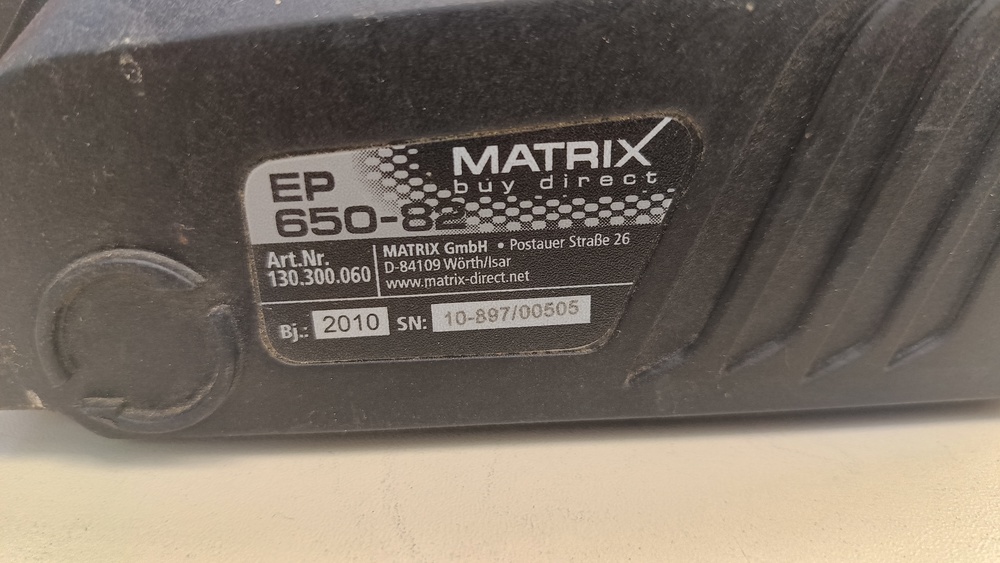 MATRIX
buy direct
EP
650-82
Art.Nr.
130.300.060
MATRIX GmbH • Postauer Straße 26
D-84109 Wörth/Isar
www.matrix-direct.net
Bj.: 2010 SN: 10-897/00505